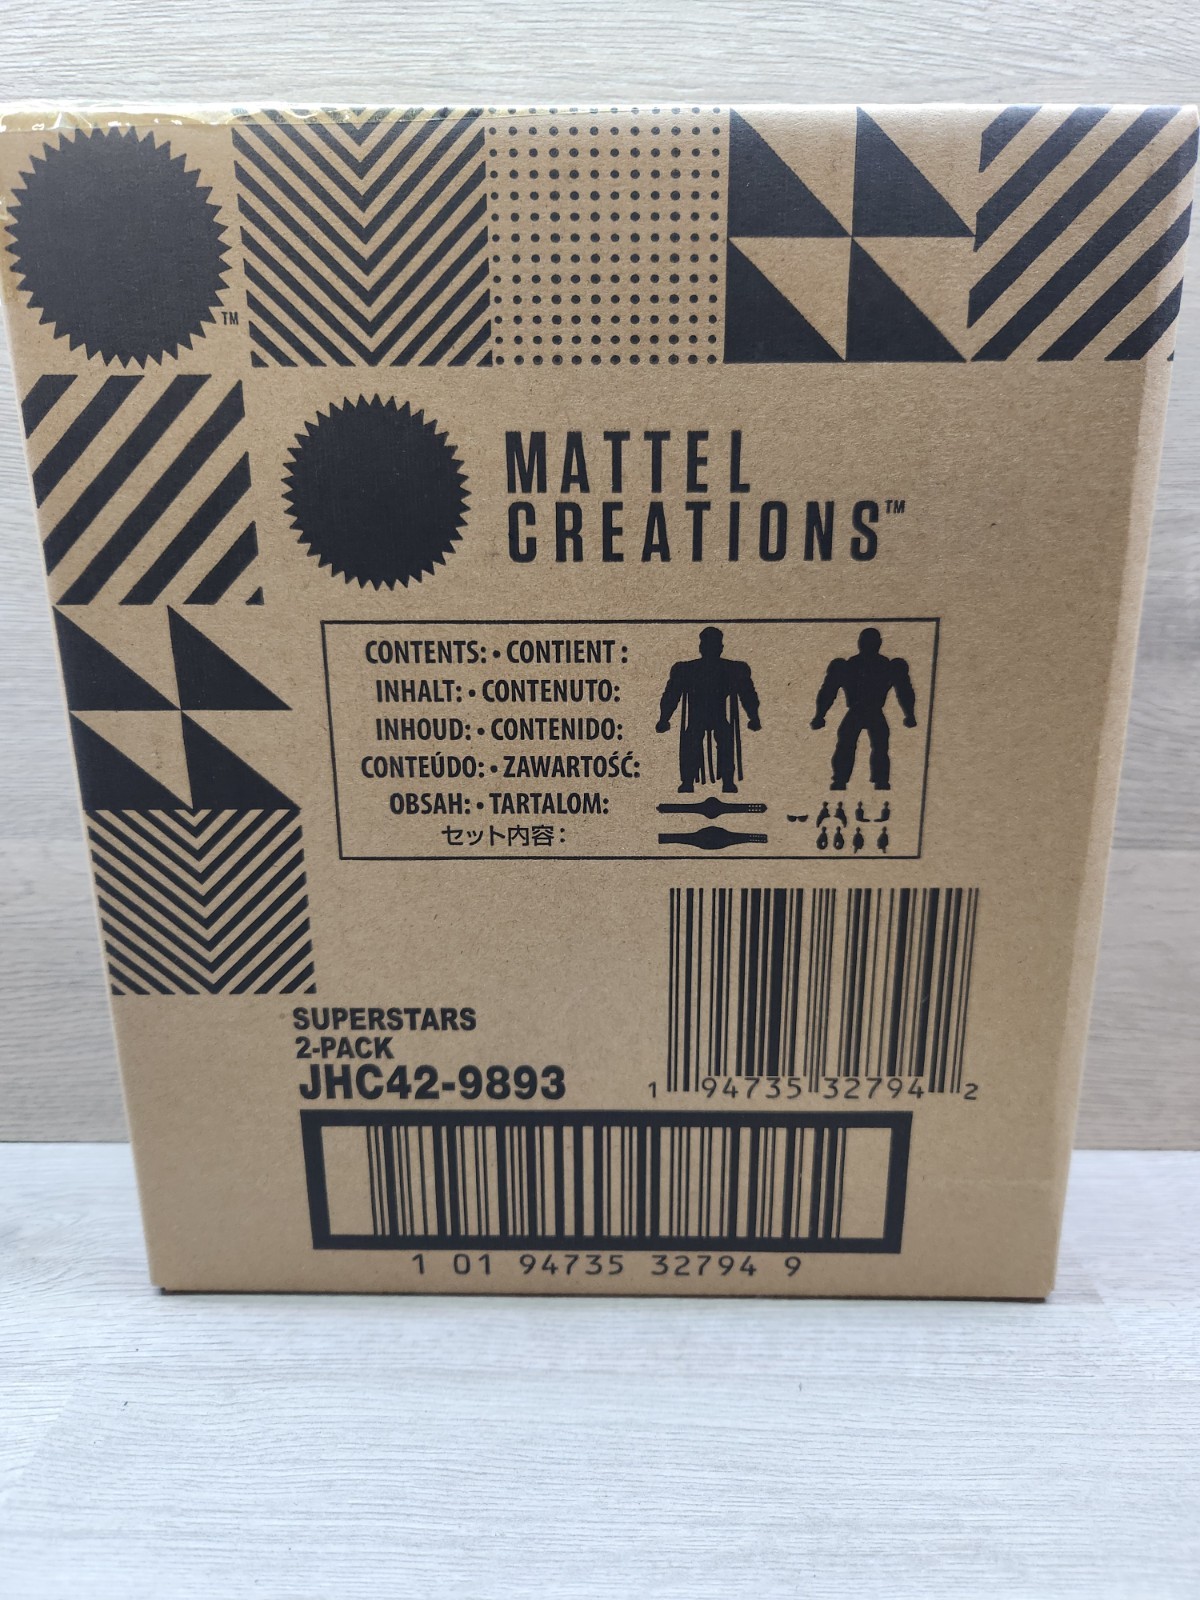 TM
MATTEL
CREATIONS™
CONTENTS: • CONTIENT :
INHALT: • CONTENUTO:
INHOUD: • CONTENIDO:
CONTEÚDO: • ZAWARTOŚĆ:
OBSAH: • TARTALOM:
セット内容：
SUPERSTARS
2-PACK
JHC42-9893
1 94735 32794 2
1 01 94735 32794 9